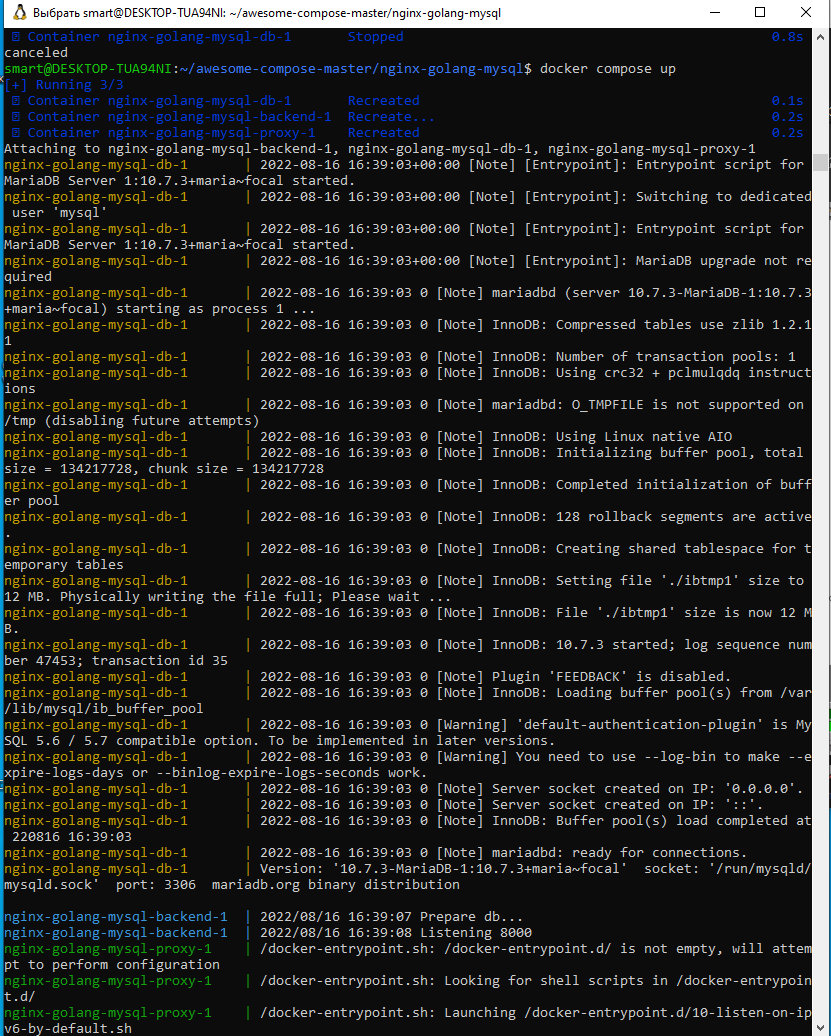 Выбрать smart@DESKTOP-TUA94NI: ~/awesome-compose-master/nginx-golang-mysql
Container nginx-golang-mysql-db-1 Stopped 0.8s
canceled
smart@DESKTOP-TUA94NI:~/awesome-compose-master/nginx-golang-mysql$ docker compose up
[+] Running 3/3
Container nginx-golang-mysql-db-1 Recreated 0.1s
Container nginx-golang-mysql-backend-1 Recreate... 0.2s
Container nginx-golang-mysql-proxy-1 Recreated 0.2s
Attaching to nginx-golang-mysql-backend-1, nginx-golang-mysql-db-1, nginx-golang-mysql-proxy-1
nginx-golang-mysql-db-1 | 2022-08-16 16:39:03+00:00 [Note] [Entrypoint]: Entrypoint script for
MariaDB Server 1:10.7.3+maria~focal started.
nginx-golang-mysql-db-1 | 2022-08-16 16:39:03+00:00 [Note] [Entrypoint]: Switching to dedicated
user 'mysql'
nginx-golang-mysql-db-1 | 2022-08-16 16:39:03+00:00 [Note] [Entrypoint]: Entrypoint script for
MariaDB Server 1:10.7.3+maria~focal started.
nginx-golang-mysql-db-1 | 2022-08-16 16:39:03+00:00 [Note] [Entrypoint]: MariaDB upgrade not re
quired
nginx-golang-mysql-db-1 | 2022-08-16 16:39:03 0 [Note] mariadbd (server 10.7.3-MariaDB-1:10.7.3
+maria~focal) starting as process 1 ...
nginx-golang-mysql-db-1 | 2022-08-16 16:39:03 0 [Note] InnoDB: Compressed tables use zlib 1.2.1
1
nginx-golang-mysql-db-1 | 2022-08-16 16:39:03 0 [Note] InnoDB: Number of transaction pools: 1
nginx-golang-mysql-db-1 | 2022-08-16 16:39:03 0 [Note] InnoDB: Using crc32 + pclmulqdq instruct
ions
nginx-golang-mysql-db-1 | 2022-08-16 16:39:03 0 [Note] mariadbd: O_TMPFILE is not supported on
/tmp (disabling future attempts)
nginx-golang-mysql-db-1 | 2022-08-16 16:39:03 0 [Note] InnoDB: Using Linux native AIO
nginx-golang-mysql-db-1 | 2022-08-16 16:39:03 0 [Note] InnoDB: Initializing buffer pool, total
size = 134217728, chunk size = 134217728
nginx-golang-mysql-db-1 | 2022-08-16 16:39:03 0 [Note] InnoDB: Completed initialization of buff
er pool
nginx-golang-mysql-db-1 | 2022-08-16 16:39:03 0 [Note] InnoDB: 128 rollback segments are active
.
nginx-golang-mysql-db-1 | 2022-08-16 16:39:03 0 [Note] InnoDB: Creating shared tablespace for t
emporary tables
nginx-golang-mysql-db-1 | 2022-08-16 16:39:03 0 [Note] InnoDB: Setting file './ibtmp1' size to
12 MB. Physically writing the file full; Please wait ...
nginx-golang-mysql-db-1 | 2022-08-16 16:39:03 0 [Note] InnoDB: File './ibtmp1' size is now 12 M
B.
nginx-golang-mysql-db-1 | 2022-08-16 16:39:03 0 [Note] InnoDB: 10.7.3 started; log sequence num
ber 47453; transaction id 35
nginx-golang-mysql-db-1 | 2022-08-16 16:39:03 0 [Note] Plugin 'FEEDBACK' is disabled.
nginx-golang-mysql-db-1 | 2022-08-16 16:39:03 0 [Note] InnoDB: Loading buffer pool(s) from /var
/lib/mysql/ib_buffer_pool
nginx-golang-mysql-db-1 | 2022-08-16 16:39:03 0 [Warning] 'default-authentication-plugin' is My
SQL 5.6 / 5.7 compatible option. To be implemented in later versions.
nginx-golang-mysql-db-1 | 2022-08-16 16:39:03 0 [Warning] You need to use --log-bin to make --e
xpire-logs-days or --binlog-expire-logs-seconds work.
nginx-golang-mysql-db-1 | 2022-08-16 16:39:03 0 [Note] Server socket created on IP: '0.0.0.0'.
nginx-golang-mysql-db-1 | 2022-08-16 16:39:03 0 [Note] Server socket created on IP: '::'.
nginx-golang-mysql-db-1 | 2022-08-16 16:39:03 0 [Note] InnoDB: Buffer pool(s) load completed at
220816 16:39:03
nginx-golang-mysql-db-1 | 2022-08-16 16:39:03 0 [Note] mariadbd: ready for connections.
nginx-golang-mysql-db-1 | Version: '10.7.3-MariaDB-1:10.7.3+maria~focal' socket: '/run/mysqld/
mysqld.sock' port: 3306 mariadb.org binary distribution
nginx-golang-mysql-backend-1 | 2022/08/16 16:39:07 Prepare db...
nginx-golang-mysql-backend-1 | 2022/08/16 16:39:08 Listening 8000
nginx-golang-mysql-proxy-1 | /docker-entrypoint.sh: /docker-entrypoint.d/ is not empty, will attem
pt to perform configuration
nginx-golang-mysql-proxy-1 | /docker-entrypoint.sh: Looking for shell scripts in /docker-entrypoin
t.d/
nginx-golang-mysql-proxy-1 | /docker-entrypoint.sh: Launching /docker-entrypoint.d/10-listen-on-ip
v6-by-default.sh